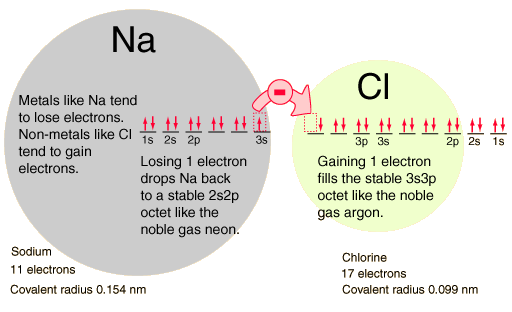 Na
Cl
Metals like Na tend
to lose electrons.
Non-metals like Cl
tend to gain
electrons.
1s 2s 2p 3s
3p 3s 2p 2s 1s
Losing 1 electron
drops Na back
to a stable 2s2p
octet like the
noble gas neon.
Gaining 1 electron
fills the stable 3s3p
octet like the noble
gas argon.
Sodium
11 electrons
Covalent radius 0.154 nm
Chlorine
17 electrons
Covalent radius 0.099 nm